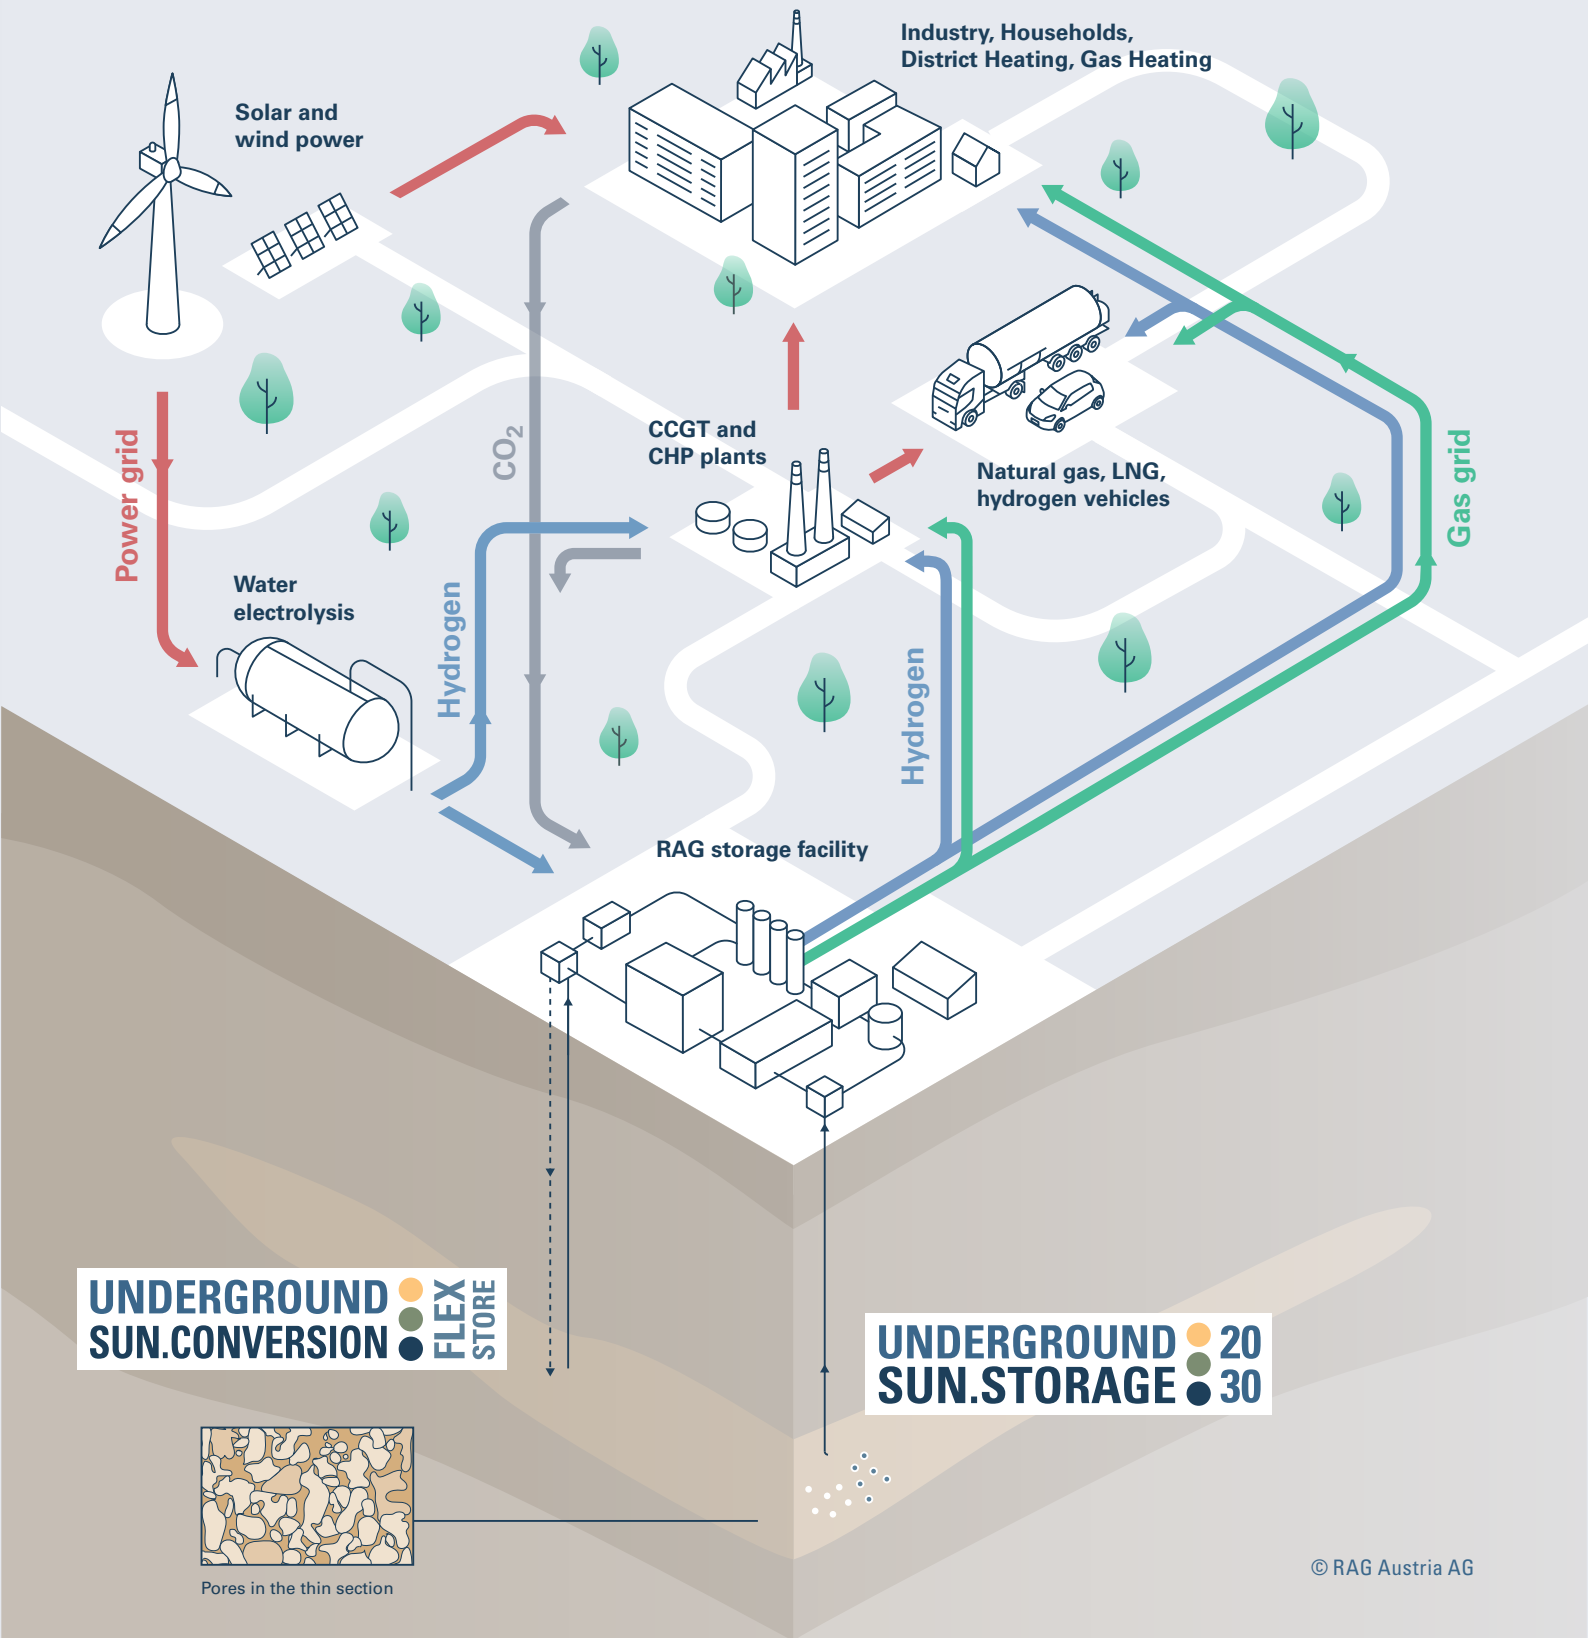 Industry, Households,
District Heating, Gas Heating
Solar and
wind power
CO₂
CCGT and
CHP plants
Power grid
Natural gas, LNG,
hydrogen vehicles
Gas grid
Water
electrolysis
Hydrogen
Hydrogen
RAG storage facility
UNDERGROUND
SUN.CONVERSION
FLEX
STORE
UNDERGROUND 20
SUN.STORAGE 30
Pores in the thin section
© RAG Austria AG